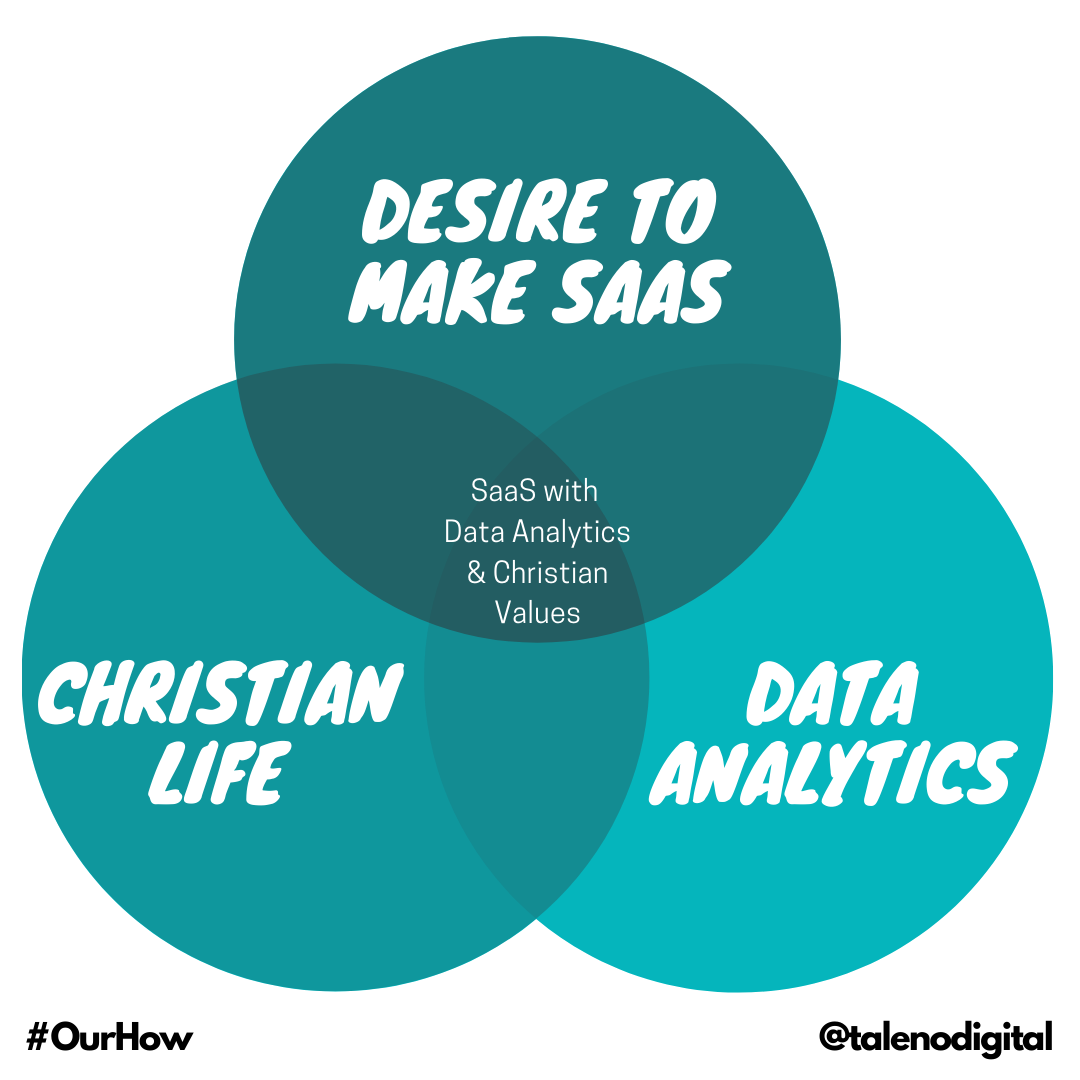 DESIRE TO
MAKE SAAS
SaaS with
Data Analytics
& Christian
Values
CHRISTIAN
LIFE
DATA
ANALYTICS
#OurHow
@talenodigital